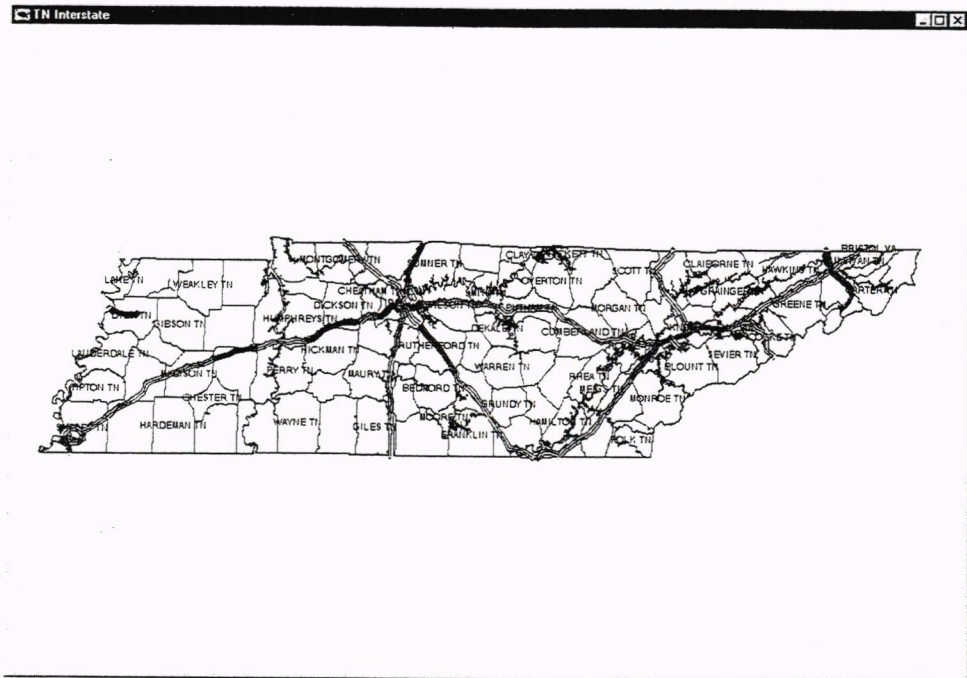 TN Interstate
BRISTOL VA
MONTGOMERY TN
SUMNER TN
SCOTT TN
CLAIBORNE TN
HAWKINS TN
LAKE TN
WEAKLEY TN
OVERTON TN
DICKSON TN
GREENE TN
HUMPHREYS TN
GIBSON TN
MORGAN TN
DEKALB TN
CUMBERLAND TN
RUTHERFORD TN
LAUDERDALE TN
HICKMAN TN
SEVIER TN
PERRY TN
WARREN TN
BLOUNT TN
MADISON TN
MAURY TN
RHEA TN
TIPTON TN
BEDFORD TN
MEIGS TN
CHESTER TN
GRUNDY TN
MONROE TN
HARDEMAN TN
WAYNE TN
GILES TN
MOORE TN
HAMILTON TN
FRANKLIN TN
POLK TN